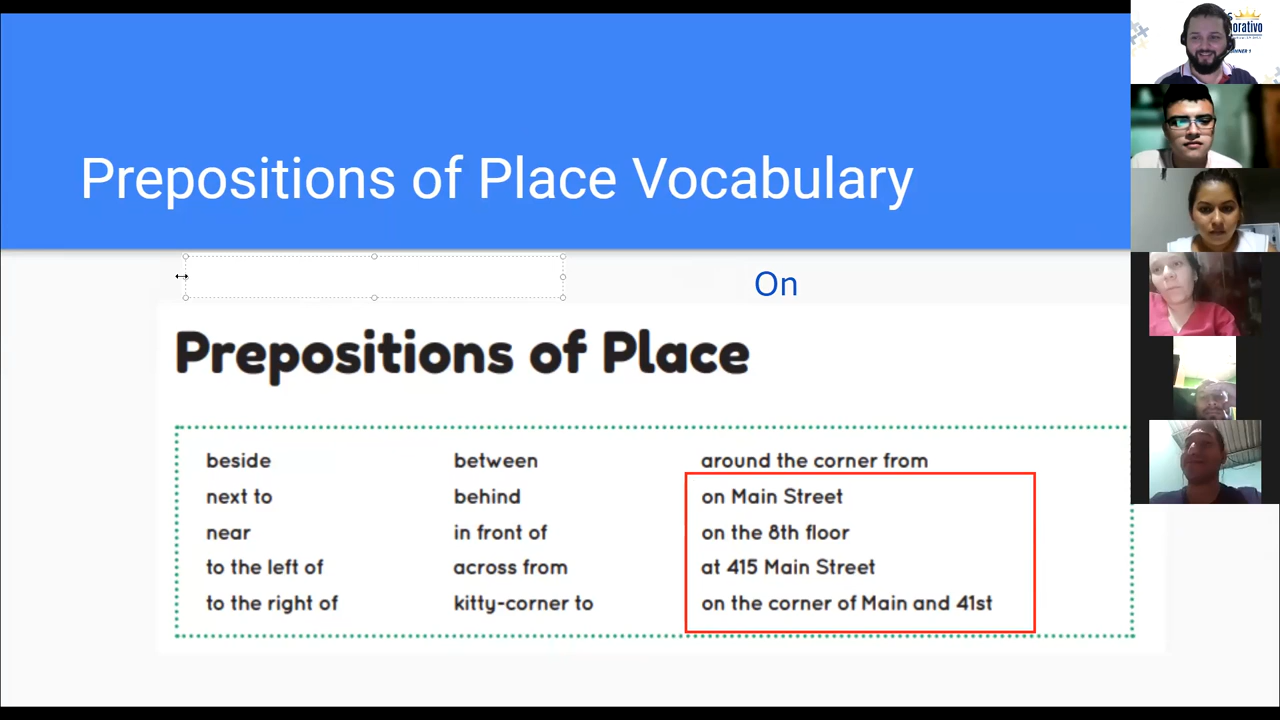 Prepositions of Place Vocabulary
On
Prepositions of Place
beside between around the corner from
next to behind on Main Street
near in front of on the 8th floor
to the left of across from at 415 Main Street
to the right of kitty-corner to on the corner of Main and 41st